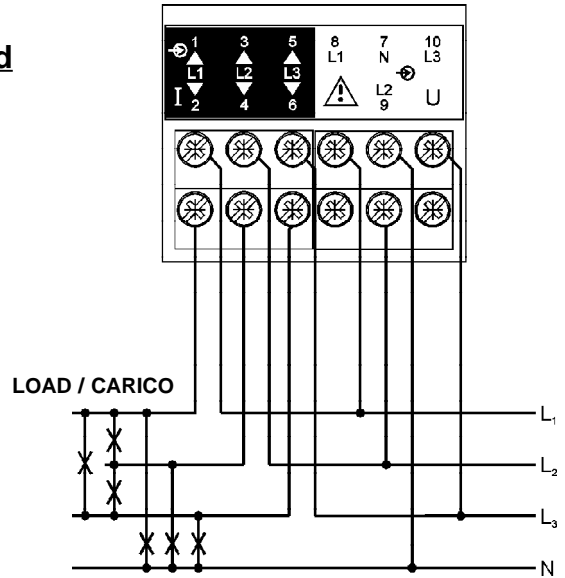 d
1 3 5 8 7 10
L1 N L3
L1 L2 L3
L2
I 2 4 6 9 U
LOAD / CARICO
L₁
L₂
L₃
N